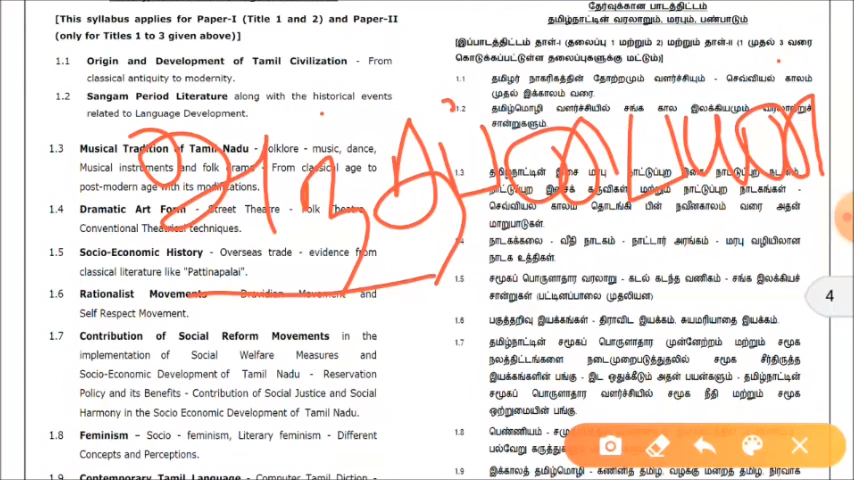 [This syllabus applies for Paper-I (Title 1 and 2) and Paper-II
(only for Titles 1 to 3 given above)]
1.1 Origin and Development of Tamil Civilization - From
classical antiquity to modernity.
1.2 Sangam Period Literature along with the historical events
related to Language Development.
1.3 Musical Tradition of Tamil Nadu - Folklore - music, dance,
Musical instruments and folk drama - From classical age to
post-modern age with its modifications.
1.4 Dramatic Art Form - Street Theatre - Folk Theatre
Conventional Theatrical techniques.
1.5 Socio-Economic History - Overseas trade - evidence from
classical literature like "Pattinapalai".
1.6 Rationalist Movements - Dravidian Movement and
Self Respect Movement.
1.7 Contribution of Social Reform Movements in the
implementation of Social Welfare Measures and
Socio-Economic Development of Tamil Nadu - Reservation
Policy and its Benefits - Contribution of Social Justice and Social
Harmony in the Socio Economic Development of Tamil Nadu.
1.8 Feminism – Socio - feminism, Literary feminism - Different
Concepts and Perceptions.
1.9 Contemporary Tamil Language - Computer Tamil Diction -
தேர்வுக்கான பாடத்திட்டம்
தமிழ்நாட்டின் வரலாறும், மரபும், பண்பாடும்
[இப்பாடத்திட்டம் தாள்-I (தலைப்பு 1 மற்றும் 2) மற்றும் தாள்-II (1 முதல் 3 வரை
கொடுக்கப்பட்டுள்ள தலைப்புகளுக்கு மட்டும்)]
1.1 தமிழர் நாகரிகத்தின் தோற்றமும் வளர்ச்சியும் - செவ்வியல் காலம்
முதல் இக்காலம் வரை.
1.2 தமிழ்மொழி வளர்ச்சியில் சங்க கால இலக்கியமும் வரலாற்றுச்
சான்றுகளும்.
1.3 தமிழ்நாட்டின் இசை மரபு நாட்டுப்புற
நாட்டுப்புற இசைக் கருவிகள் மற்றும் நாட்டுப்புற நாடகங்கள் -
செவ்வியல் காலம் தொடங்கி பின் நவீனகாலம் வரை அதன்
மாறுபாடுகள்.
நாடகக்கலை - வீதி நாடகம் - நாட்டார் அரங்கம் - மரபு வழியிலான
நாடக உத்திகள்.
1.5 சமூகப் பொருளாதார வரலாறு - கடல் கடந்த வணிகம் - சங்க இலக்கியச்
சான்றுகள் (பட்டினப்பாலை முதலியன)
1.6 பகுத்தறிவு இயக்கங்கள் - திராவிட இயக்கம், சுயமரியாதை இயக்கம்.
1.7 தமிழ்நாட்டின் சமூகப் பொருளாதார முன்னேற்றம் மற்றும் சமூக
நலத்திட்டங்களை நடைமுறைபடுத்துதலில் சமூக சீர்திருத்த
இயக்கங்களின் பங்கு - இட ஒதுக்கீடும் அதன் பயன்களும் - தமிழ்நாட்டின்
சமூகப் பொருளாதார வளர்ச்சியில் சமூக நீதி மற்றும் சமூக
ஒற்றுமையின் பங்கு.
1.8 பெண்ணியம் -
பல்வேறு
1.9 இக்காலத் தமிழ்மொழி - கணினித் தமிழ், வழக்கு மன்றத் தமிழ், நிர்வாக
4